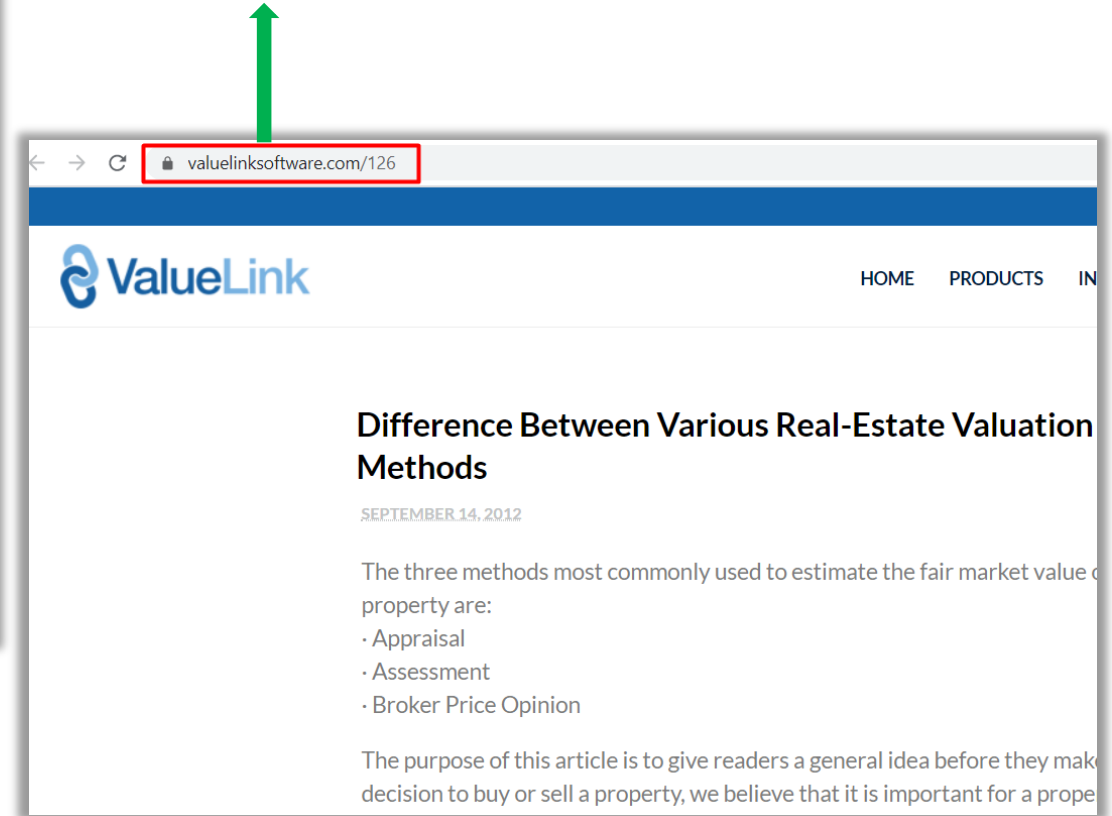 valuelinksoftware.com/126
ValueLink
HOME PRODUCTS IN
Difference Between Various Real-Estate Valuation
Methods
SEPTEMBER 14, 2012
The three methods most commonly used to estimate the fair market value
property are:
· Appraisal
· Assessment
· Broker Price Opinion
The purpose of this article is to give readers a general idea before they make
decision to buy or sell a property, we believe that it is important for a prope